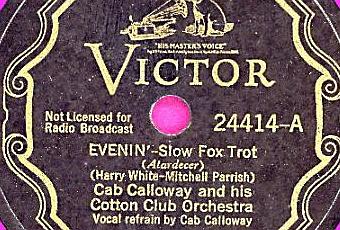 "HIS MASTER'S VOICE"
VICTOR
Not Licensed for
Radio Broadcast
24414-A
EVENIN'-Slow Fox Trot
(Atardecer)
(Harry White-Mitchell Parrish)
Cab Calloway and his
Cotton Club Orchestra
Vocal refrain by Cab Calloway